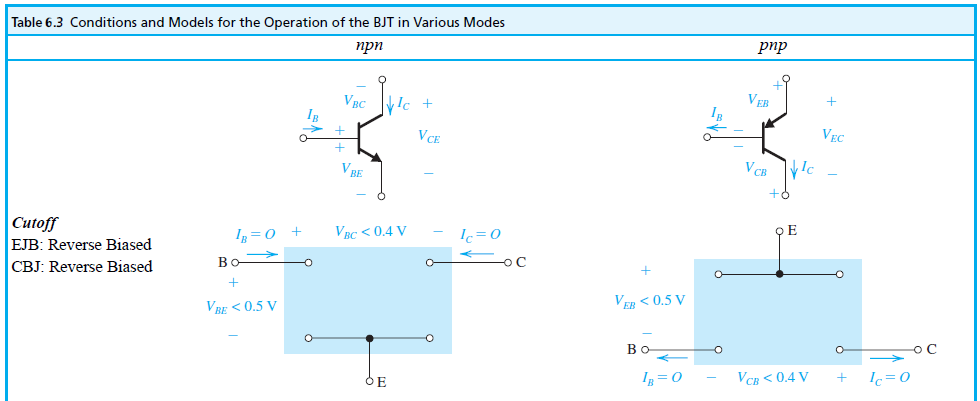 Table 6.3 Conditions and Models for the Operation of the BJT in Various Modes
npn
pnp
−
V_BC
I_C +
I_B
+
+
V_CE
V_BE
−
−
+
V_EB
+
I_B
−
−
V_EC
V_CB
I_C
−
+
Cutoff
EJB: Reverse Biased
CBJ: Reverse Biased
I_B = O + V_BC < 0.4 V − I_C = O
B
C
+
V_BE < 0.5 V
−
E
E
+
V_EB < 0.5 V
−
B
C
I_B = O − V_CB < 0.4 V + I_C = O